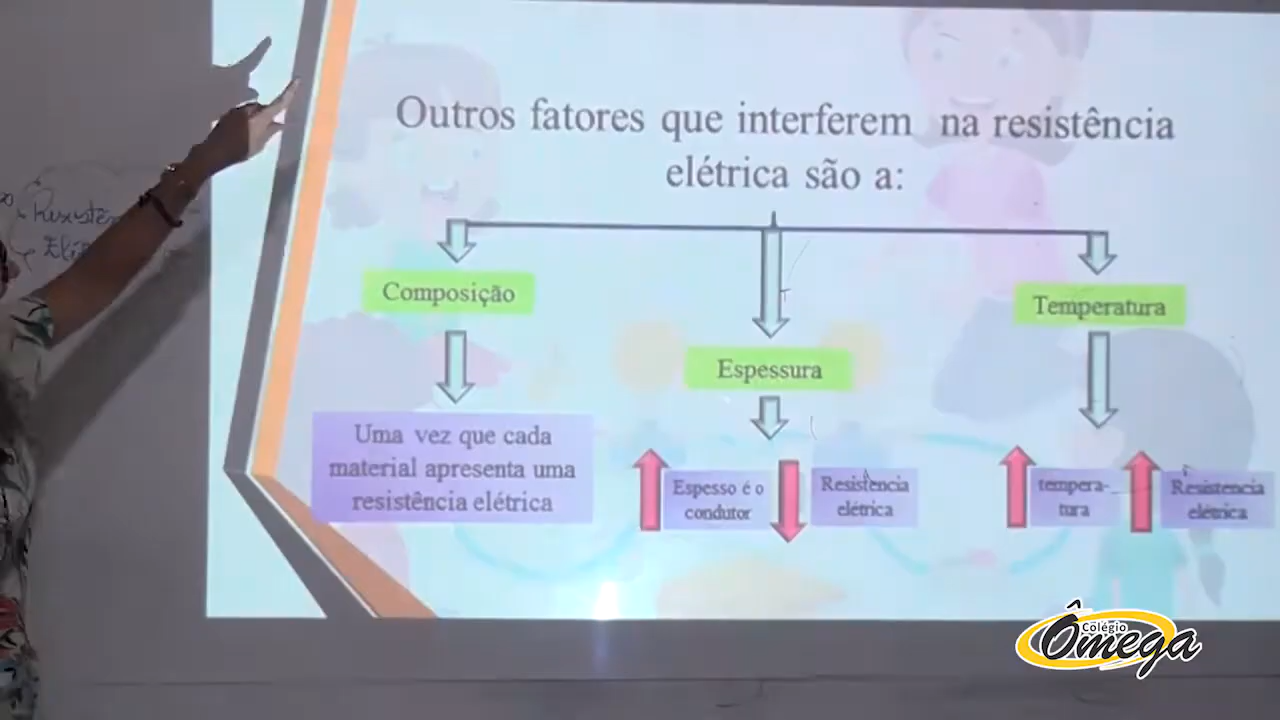 Outros fatores que interferem na resistência
elétrica são a:
Composição
Uma vez que cada
material apresenta uma
resistência elétrica
Espessura
Espesso é o
condutor
Resistencia
elétrica
Temperatura
tempera-
tura
Resistencia
elétrica
Colégio
Ômega